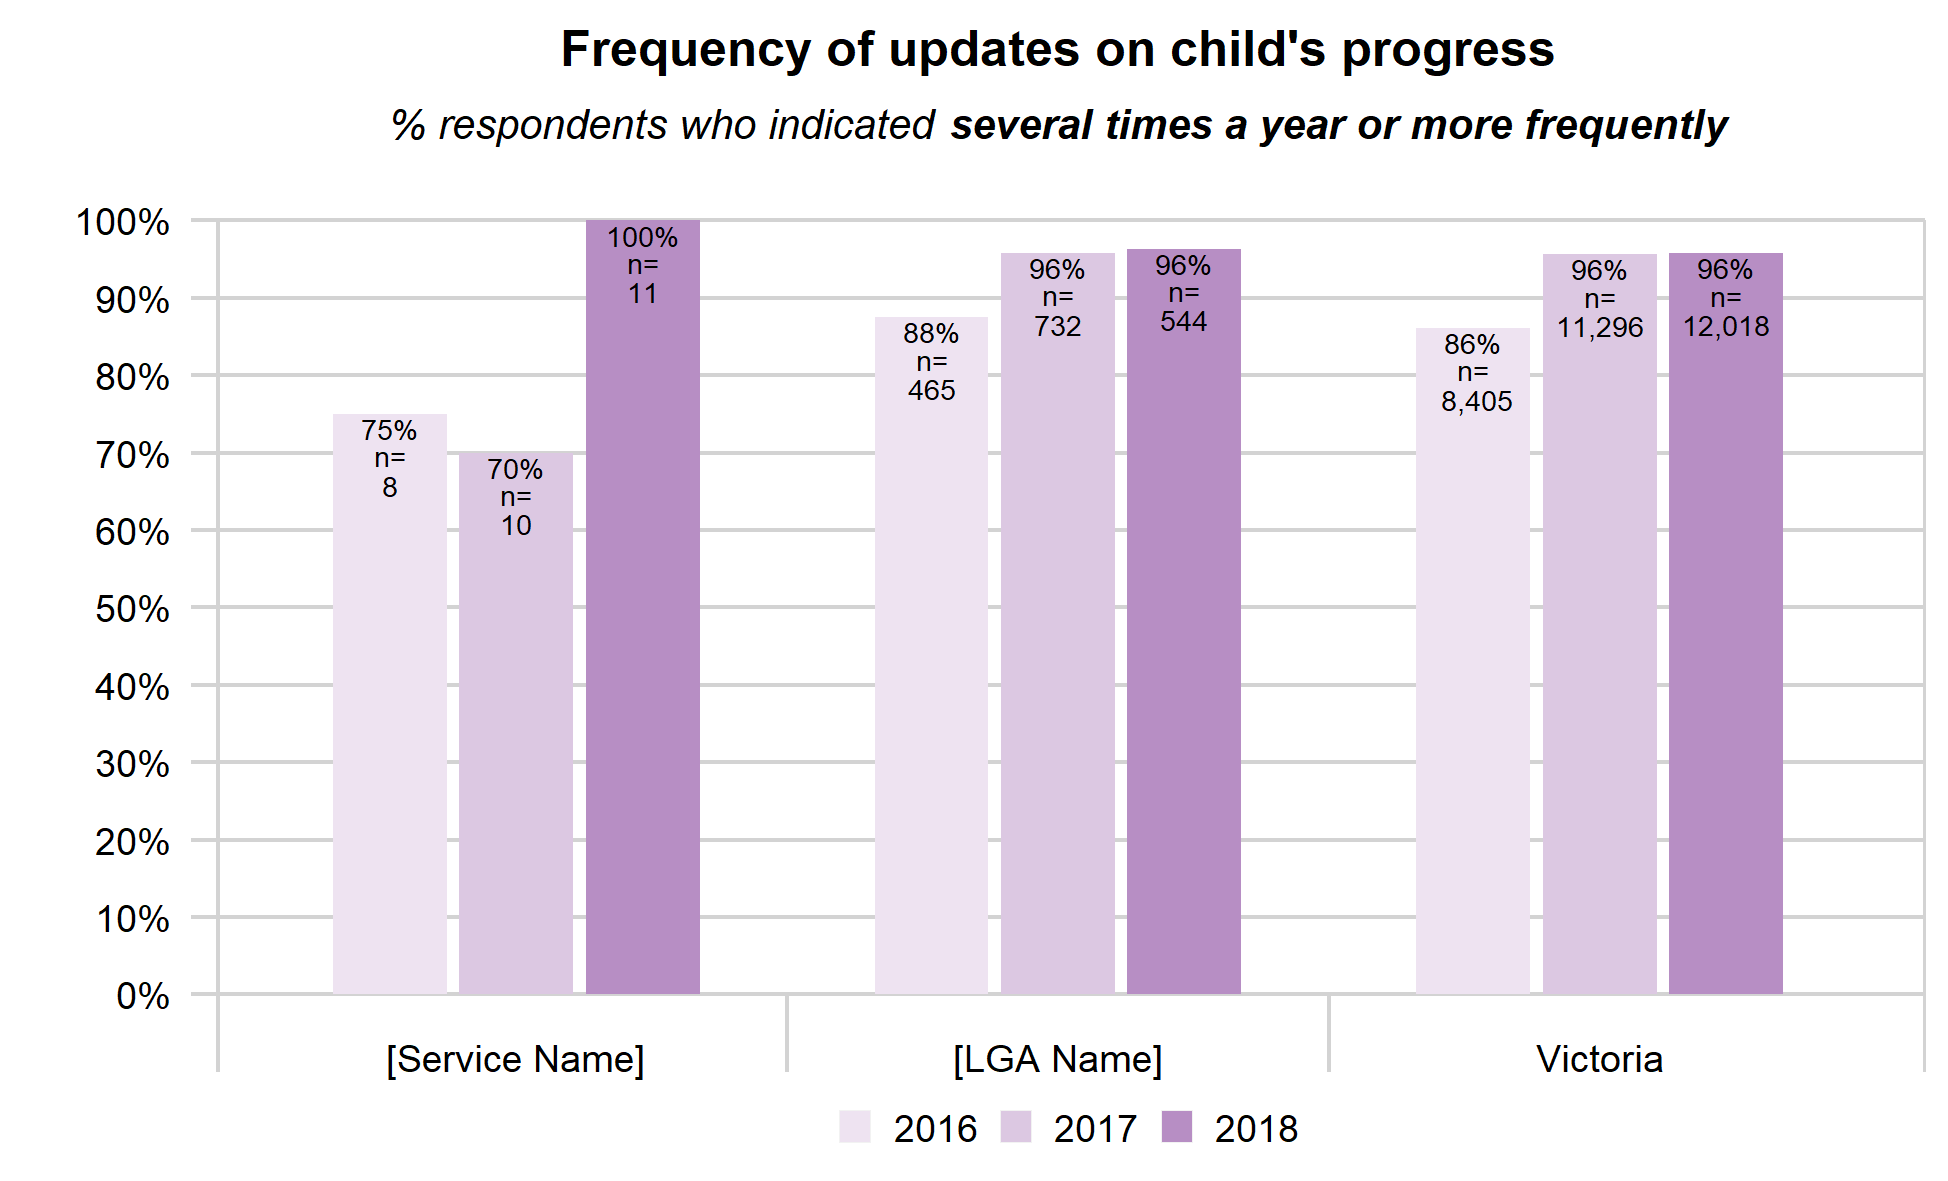 Frequency of updates on child's progress
% respondents who indicated several times a year or more frequently
100%
90%
80%
70%
60%
50%
40%
30%
20%
10%
0%
75%
n=
8
70%
n=
10
100%
n=
11
88%
n=
465
96%
n=
732
96%
n=
544
86%
n=
8,405
96%
n=
11,296
96%
n=
12,018
[Service Name]
[LGA Name]
Victoria
2016 2017 2018